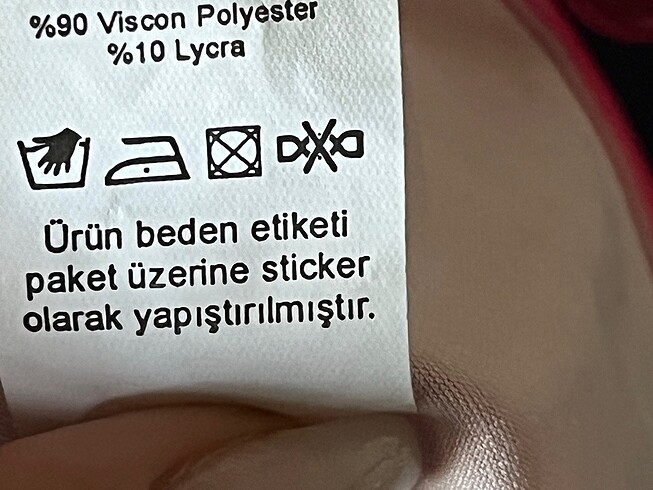 %90 Viscon Polyester
%10 Lycra
Ürün beden etiketi
paket üzerine sticker
olarak yapıştırılmıştır.